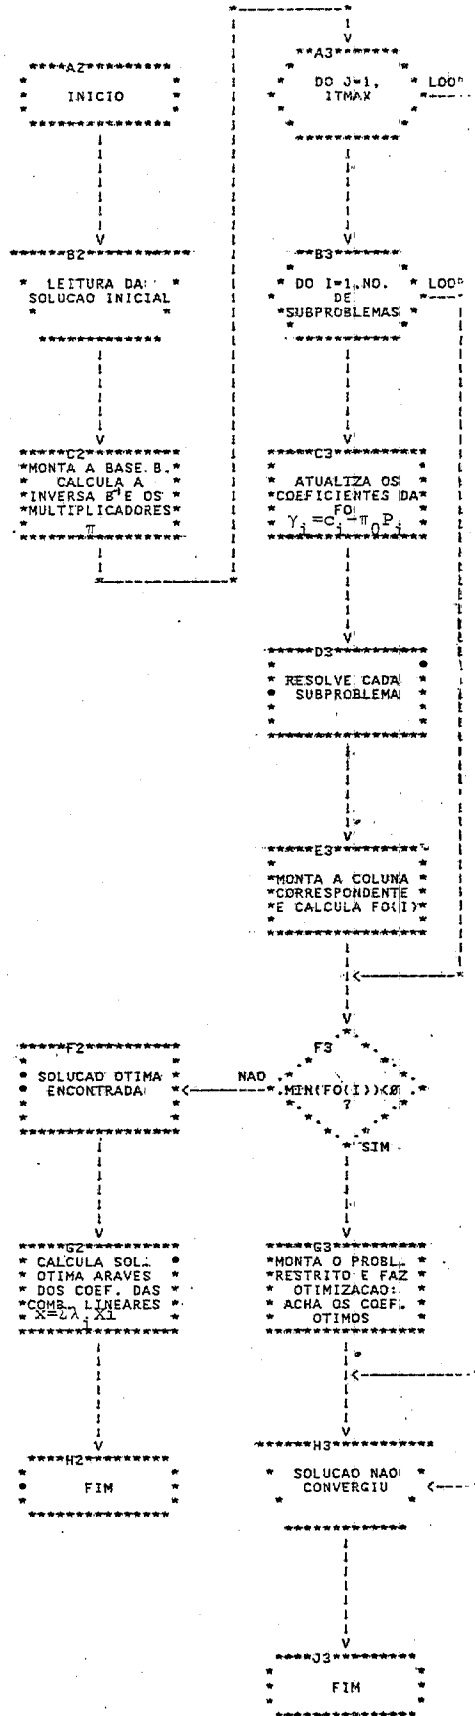 A2
INICIO
B2
LEITURA DA
SOLUCAO INICIAL
C2
MONTA A BASE B,
CALCULA A
INVERSA B⁻¹ E OS
MULTIPLICADORES
π
A3
DO J=1,
ITMAX
LOOP
B3
DO I=1,NO.
DE
SUBPROBLEMAS
LOOP
C3
ATUALIZA OS
COEFICIENTES DA
FO
γj=cj-π0Pj
D3
RESOLVE CADA
SUBPROBLEMA
E3
MONTA A COLUNA
CORRESPONDENTE
E CALCULA FO(I)
F3
MIN(FO(I))<0
?
NAO
SIM
F2
SOLUCAO OTIMA
ENCONTRADA
G2
CALCULA SOL.
OTIMA ARAVES
DOS COEF. DAS
COMB. LINEARES
X=Σλjxi
H2
FIM
G3
MONTA O PROBL.
RESTRITO E FAZ
OTIMIZACAO:
ACHA OS COEF.
OTIMOS
H3
SOLUCAO NAO
CONVERGIU
J3
FIM